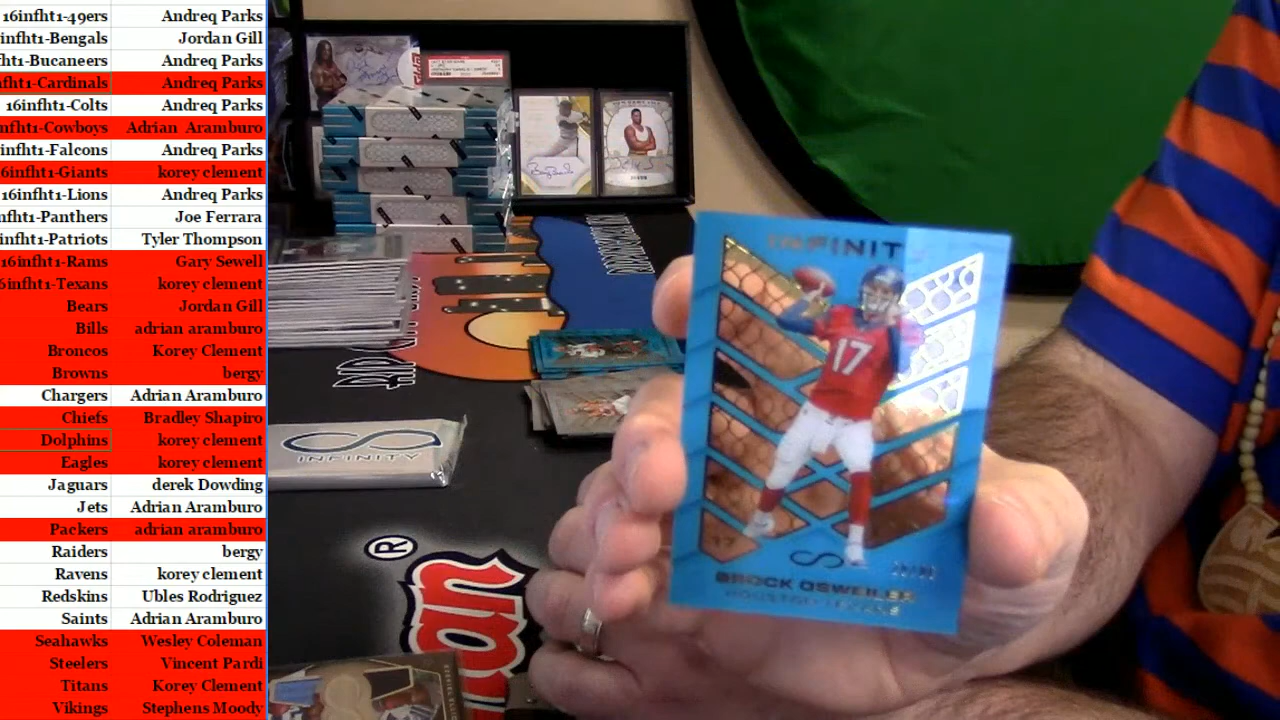 16infht1-49ers Andreq Parks
infht1-Bengals Jordan Gill
fht1-Bucaneers Andreq Parks
nfht1-Cardinals Andreq Parks
16infht1-Colts Andreq Parks
nfht1-Cowboys Adrian Aramburo
infht1-Falcons Andreq Parks
6infht1-Giants korey clement
16infht1-Lions Andreq Parks
nfht1-Panthers Joe Ferrara
infht1-Patriots Tyler Thompson
16infht1-Rams Gary Sewell
6infht1-Texans korey clement
Bears Jordan Gill
Bills adrian aramburo
Broncos Korey Clement
Browns bergy
Chargers Adrian Aramburo
Chiefs Bradley Shapiro
Dolphins korey clement
Eagles korey clement
Jaguars derek Dowding
Jets Adrian Aramburo
Packers adrian aramburo
Raiders bergy
Ravens korey clement
Redskins Ubles Rodriguez
Saints Adrian Aramburo
Seahawks Wesley Coleman
Steelers Vincent Pardi
Titans Korey Clement
Vikings Stephens Moody
INFINIT
17
17
BROCK OSWEILER
HOUSTON TEXANS
INFINITY
®